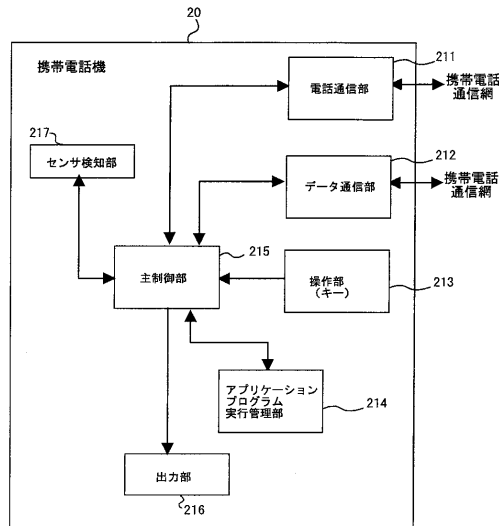 20
携帯電話機
211
電話通信部
携帯電話
通信網
217
センサ検知部
212
データ通信部
携帯電話
通信網
215
主制御部
操作部
(キー)
213
アプリケーション
プログラム
実行管理部
214
出力部
216